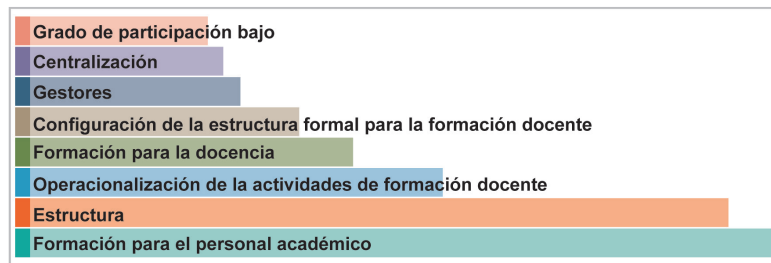 Grado de participación bajo
Centralización
Gestores
Configuración de la estructura formal para la formación docente
Formación para la docencia
Operacionalización de la actividades de formación docente
Estructura
Formación para el personal académico